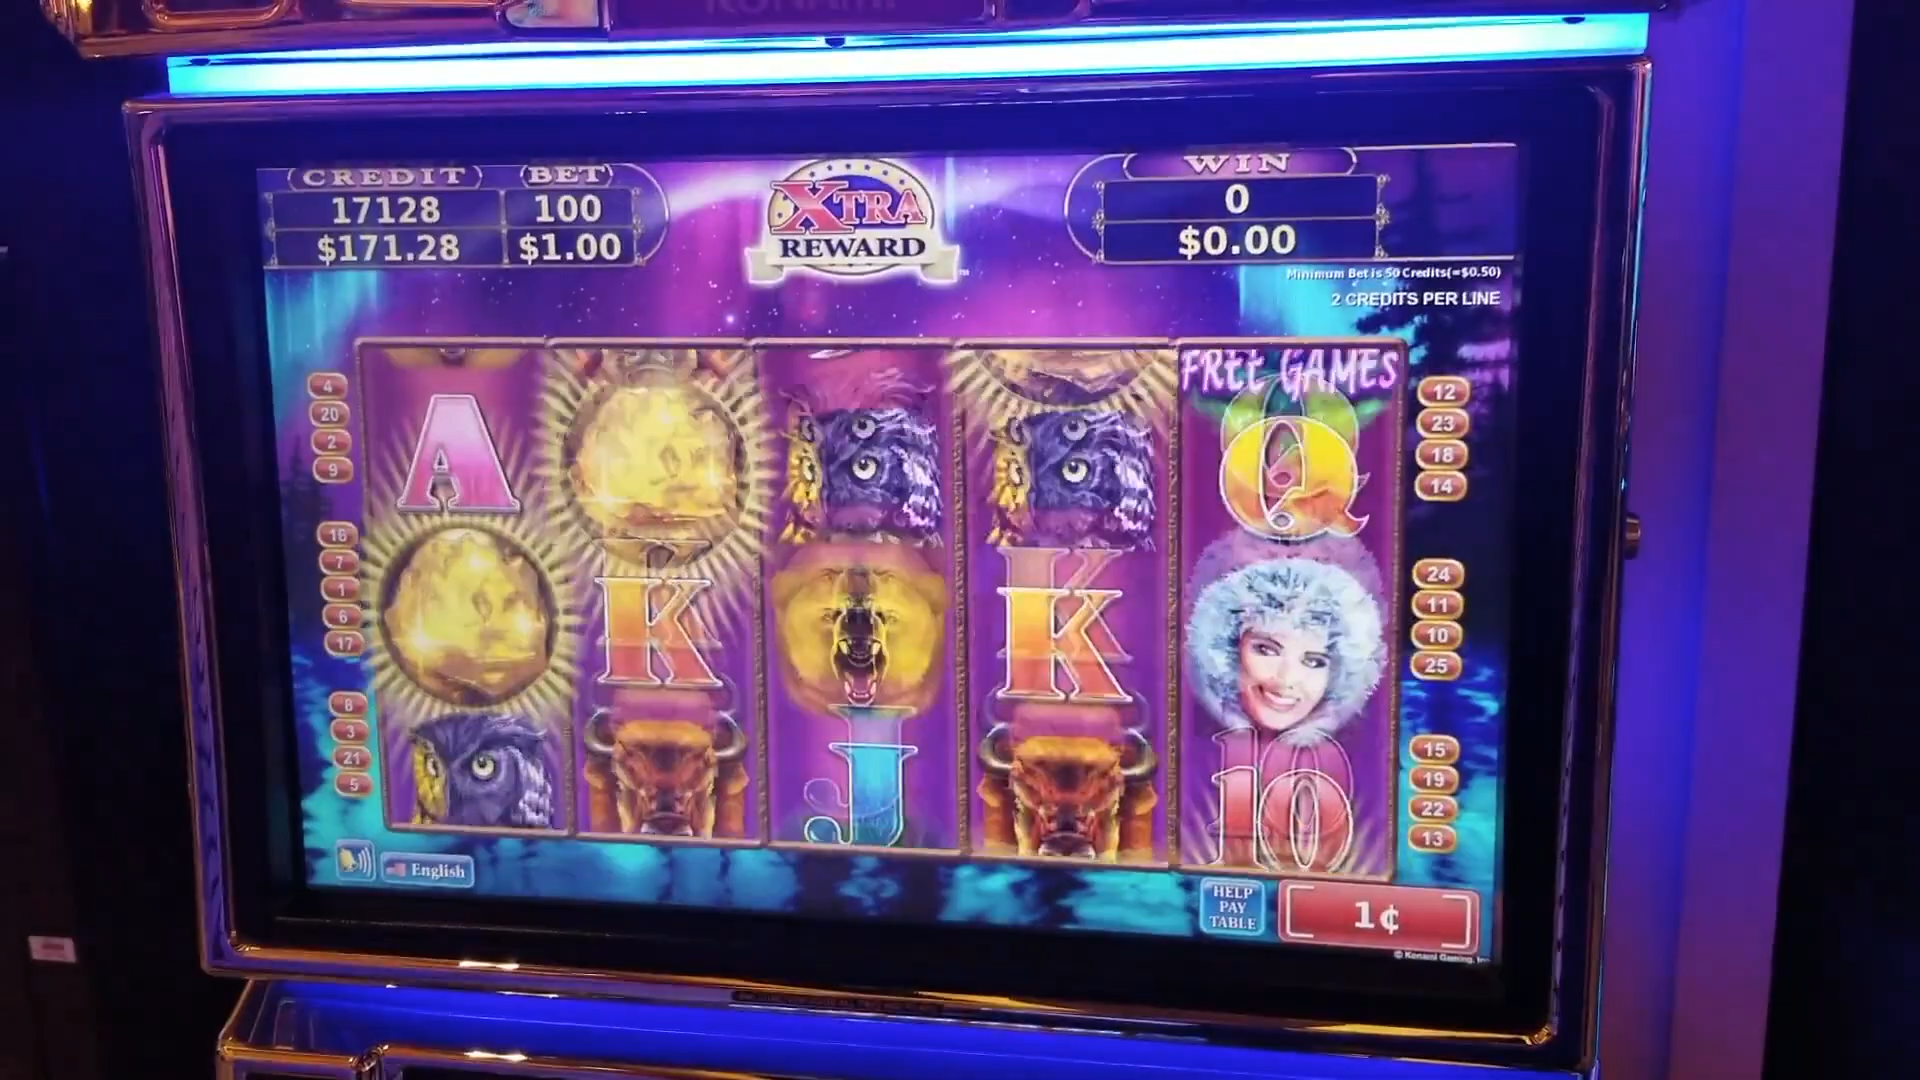 KONAMI
CREDIT
BET
WIN
17128
100
0
$171.28
$1.00
$0.00
XTRA
REWARD
Minimum Bet is 50 Credits(=$0.50)
2 CREDITS PER LINE
FREE GAMES
4
20
2
9
16
7
1
6
17
8
3
21
5
A
K
J
K
Q
10
12
23
18
14
24
11
10
25
15
19
22
13
English
HELP
PAY
TABLE
1¢
© Konami Gaming, Inc